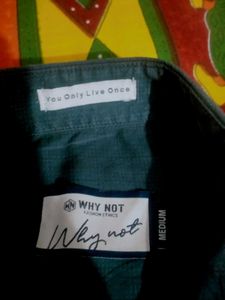 You Only Live Once
WHY NOT
FASHION ETHICS
Why not
MEDIUM